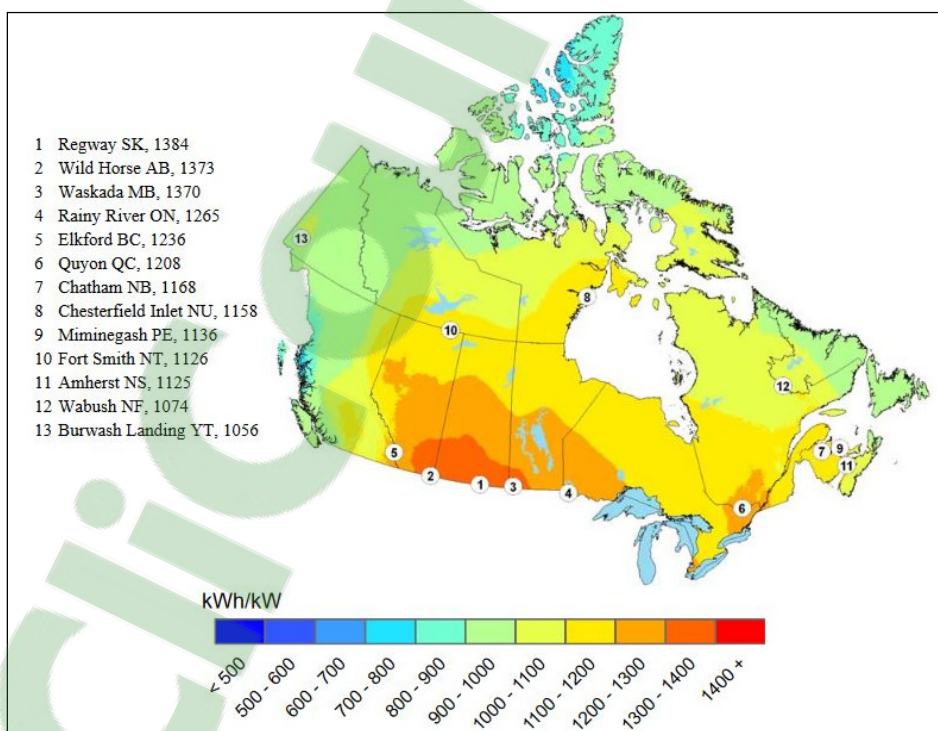 1 Regway SK, 1384
2 Wild Horse AB, 1373
3 Waskada MB, 1370
4 Rainy River ON, 1265
5 Elkford BC, 1236
6 Quyon QC, 1208
7 Chatham NB, 1168
8 Chesterfield Inlet NU, 1158
9 Miminegash PE, 1136
10 Fort Smith NT, 1126
11 Amherst NS, 1125
12 Wabush NF, 1074
13 Burwash Landing YT, 1056
13
8
10
12
5
7 9
11
2
1 3
4
6
kWh/kW
< 500
500 - 600
600 - 700
700 - 800
800 - 900
900 - 1000
1000 - 1100
1100 - 1200
1200 - 1300
1300 - 1400
1400 +